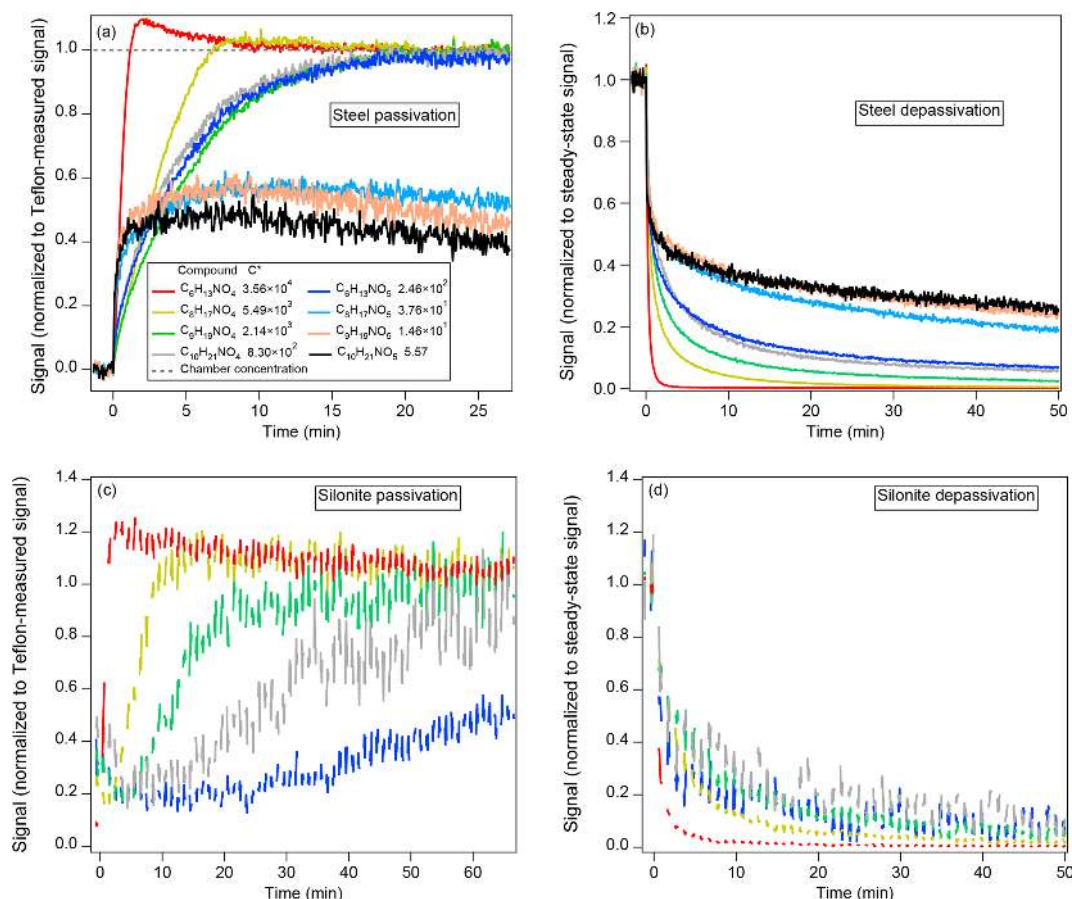 (a)
Steel passivation
1.0
0.8
0.6
0.4
0.2
0.0
Signal (normalized to Teflon-measured signal)
Compound C*
C₆H₁₃NO₄ 3.56×10⁴
C₈H₁₇NO₄ 5.49×10³
C₉H₁₉NO₄ 2.14×10³
C₁₀H₂₁NO₄ 8.30×10²
C₆H₁₃NO₅ 2.46×10²
C₈H₁₇NO₅ 3.76×10¹
C₉H₁₉NO₅ 1.46×10¹
C₁₀H₂₁NO₅ 5.57
Chamber concentration
0 5 10 15 20 25
Time (min)
(b)
Steel depassivation
1.2
1.0
0.8
0.6
0.4
0.2
0.0
Signal (normalized to steady-state signal)
0 10 20 30 40 50
Time (min)
(c)
Silonite passivation
1.4
1.2
1.0
0.8
0.6
0.4
0.2
0.0
Signal (normalized to Teflon-measured signal)
0 10 20 30 40 50 60
Time (min)
(d)
Silonite depassivation
1.4
1.2
1.0
0.8
0.6
0.4
0.2
0.0
Signal (normalized to steady-state signal)
0 10 20 30 40 50
Time (min)